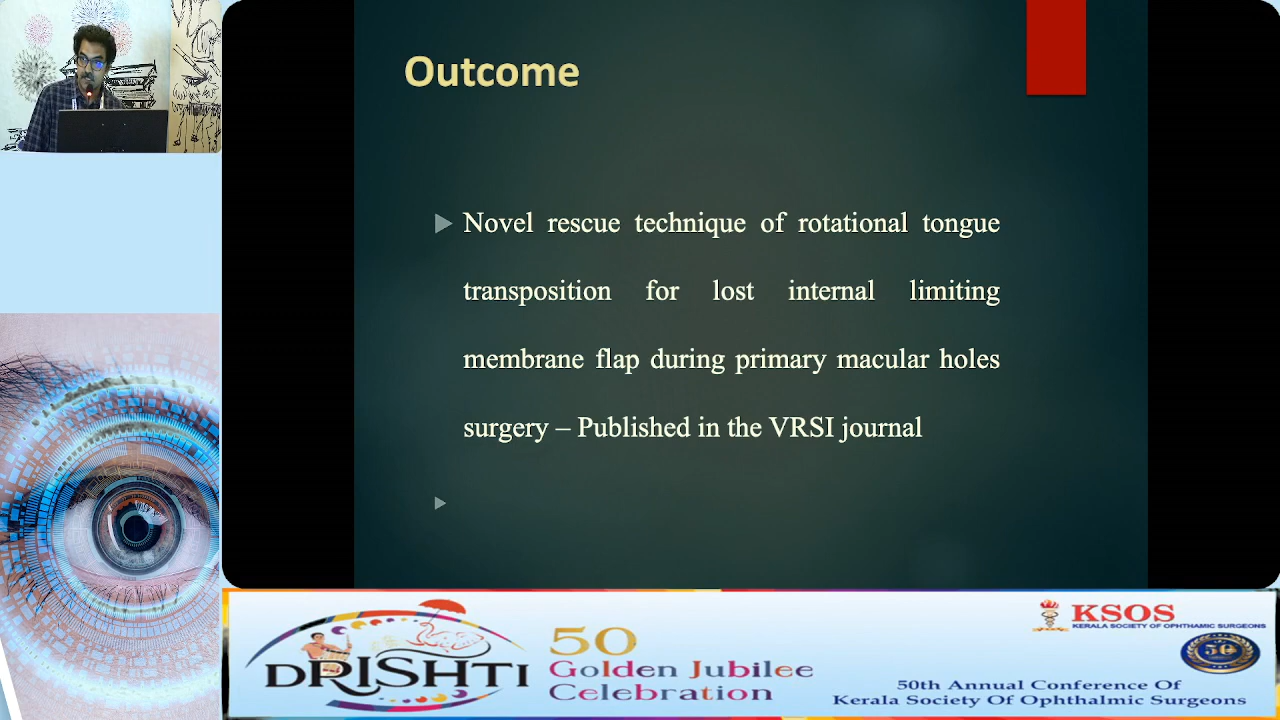 Outcome
Novel rescue technique of rotational tongue
transposition for lost internal limiting
membrane flap during primary macular holes
surgery – Published in the VRSI journal
DRISHTI
50
Golden Jubilee
Celebration
KSOS
KERALA SOCIETY OF OPHTHAMIC SURGEONS
50
50th Annual Conference Of
Kerala Society Of Ophthalmic Surgeons